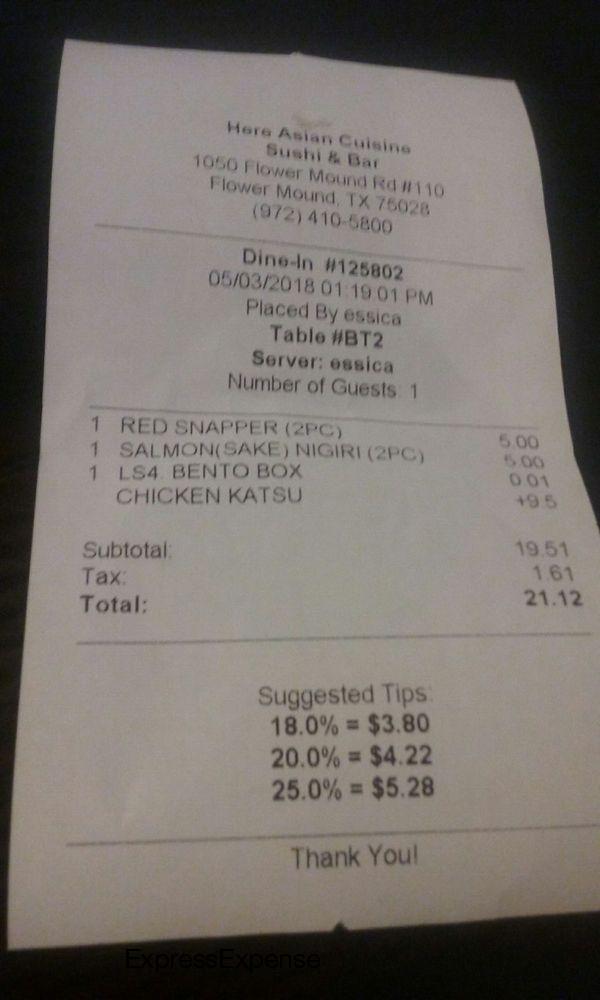 Here Asian Cuisine
Sushi & Bar
1050 Flower Mound Rd #110
Flower Mound, TX 75028
(972) 410-5800
Dine-In #125802
05/03/2018 01:19:01 PM
Placed By essica
Table #BT2
Server: essica
Number of Guests: 1
1 RED SNAPPER (2PC) 5.00
1 SALMON(SAKE) NIGIRI (2PC) 5.00
1 LS4. BENTO BOX 0.01
CHICKEN KATSU +9.5
Subtotal: 19.51
Tax: 1.61
Total: 21.12
Suggested Tips:
18.0% = $3.80
20.0% = $4.22
25.0% = $5.28
Thank You!
ExpressExpense